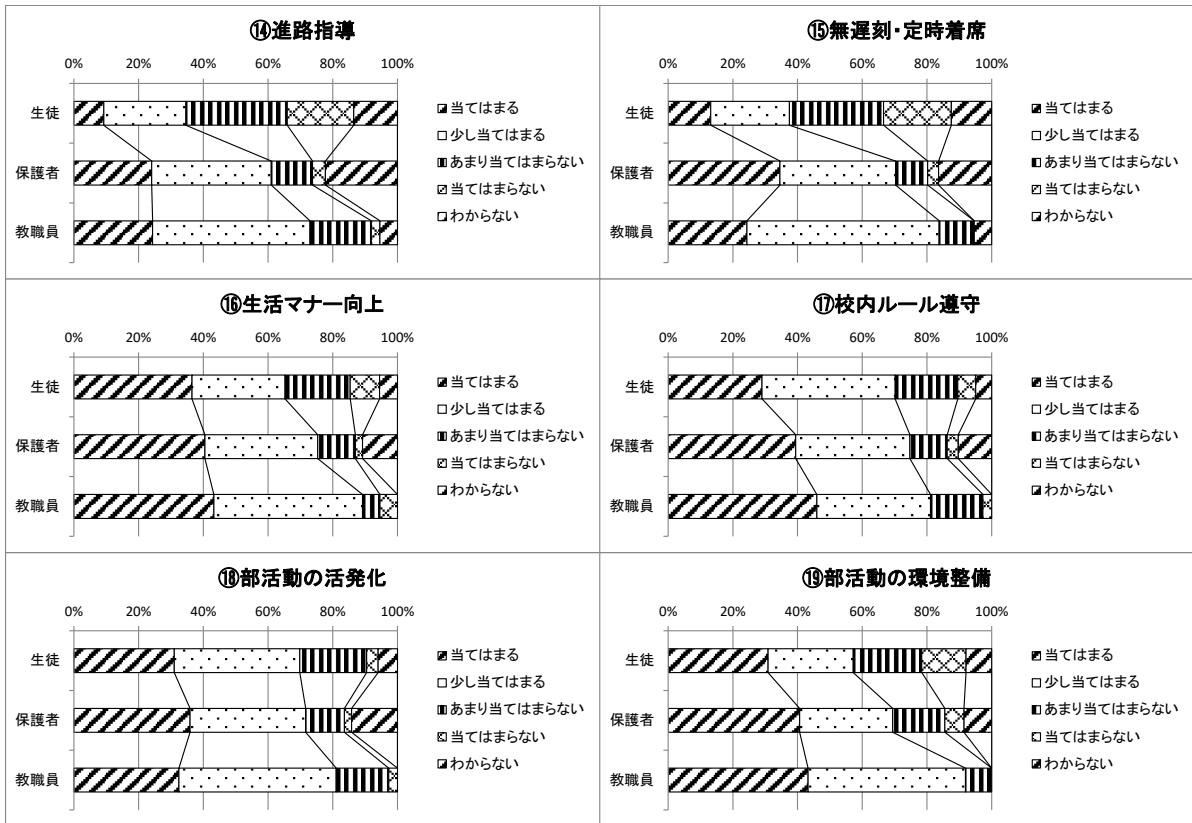 ⑭進路指導
0% 20% 40% 60% 80% 100%
生徒
保護者
教職員
当てはまる
少し当てはまる
あまり当てはまらない
当てはまらない
わからない
⑮無遅刻・定時着席
0% 20% 40% 60% 80% 100%
生徒
保護者
教職員
当てはまる
少し当てはまる
あまり当てはまらない
当てはまらない
わからない
⑯生活マナー向上
0% 20% 40% 60% 80% 100%
生徒
保護者
教職員
当てはまる
少し当てはまる
あまり当てはまらない
当てはまらない
わからない
⑰校内ルール遵守
0% 20% 40% 60% 80% 100%
生徒
保護者
教職員
当てはまる
少し当てはまる
あまり当てはまらない
当てはまらない
わからない
⑱部活動の活発化
0% 20% 40% 60% 80% 100%
生徒
保護者
教職員
当てはまる
少し当てはまる
あまり当てはまらない
当てはまらない
わからない
⑲部活動の環境整備
0% 20% 40% 60% 80% 100%
生徒
保護者
教職員
当てはまる
少し当てはまる
あまり当てはまらない
当てはまらない
わからない